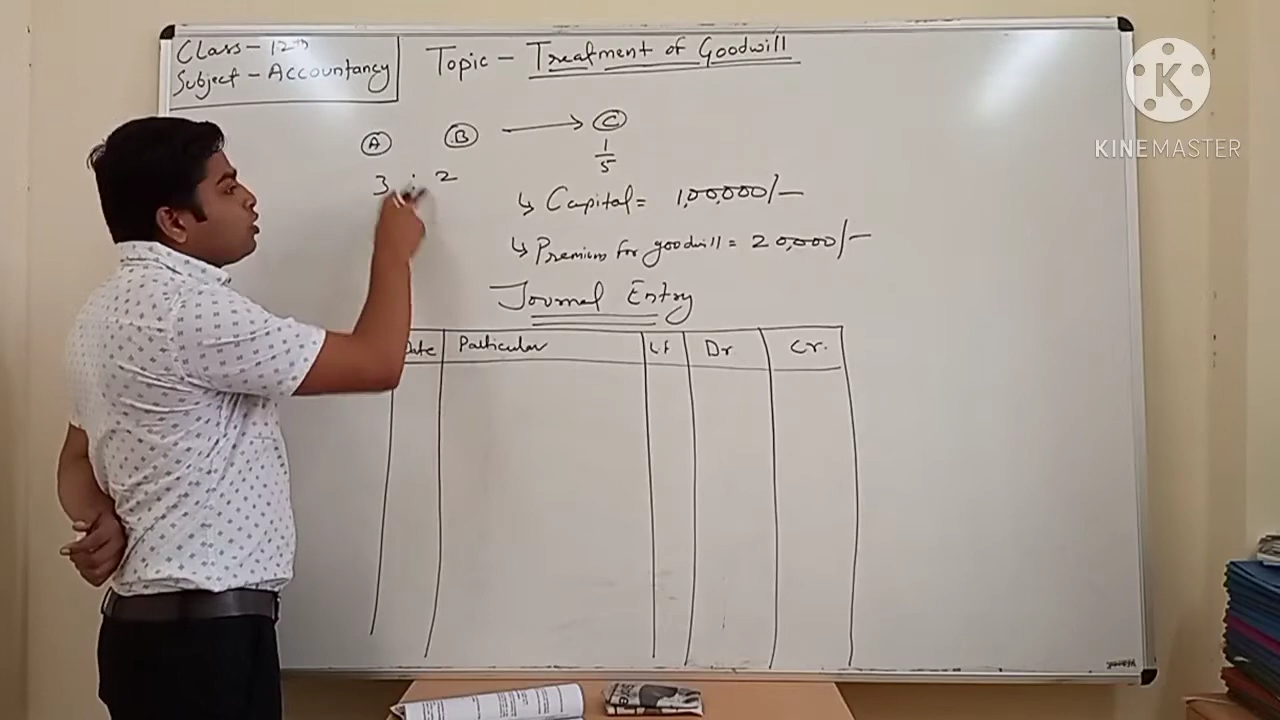 Class - 12th
Subject - Accountancy
Topic - Treatment of Goodwill
A B → C
1/5
3 : 2
↳ Capital = 1,00,000/-
↳ Premium for goodwill = 20,000/-
Journal Entry
Date Particular L.F Dr. Cr.
K
KINEMASTER